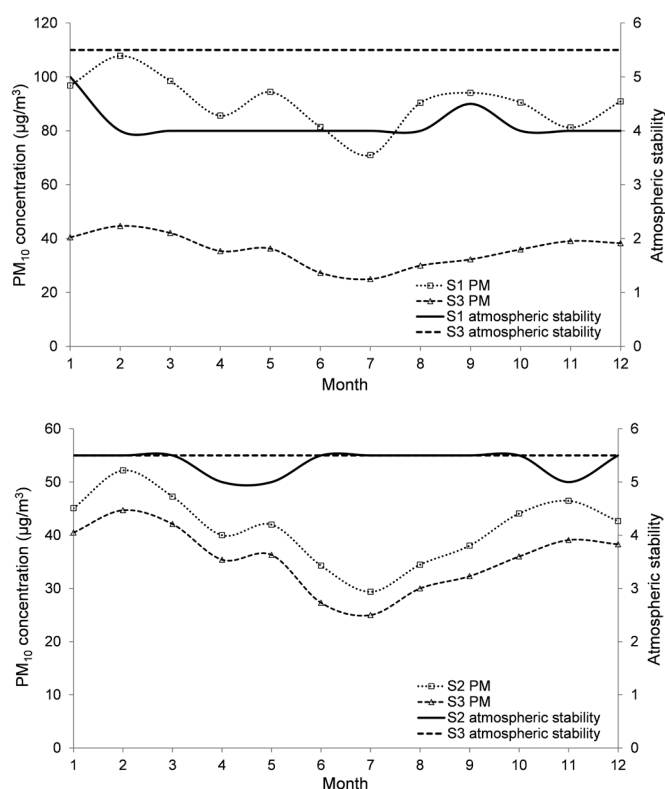 120
100
80
60
40
20
0
6
5
4
3
2
1
0
PM10 concentration (µg/m³)
Atmospheric stability
S1 PM
S3 PM
S1 atmospheric stability
S3 atmospheric stability
1 2 3 4 5 6 7 8 9 10 11 12
Month
60
50
40
30
20
10
0
6
5
4
3
2
1
0
PM10 concentration (µg/m³)
Atmospheric stability
S2 PM
S3 PM
S2 atmospheric stability
S3 atmospheric stability
1 2 3 4 5 6 7 8 9 10 11 12
Month